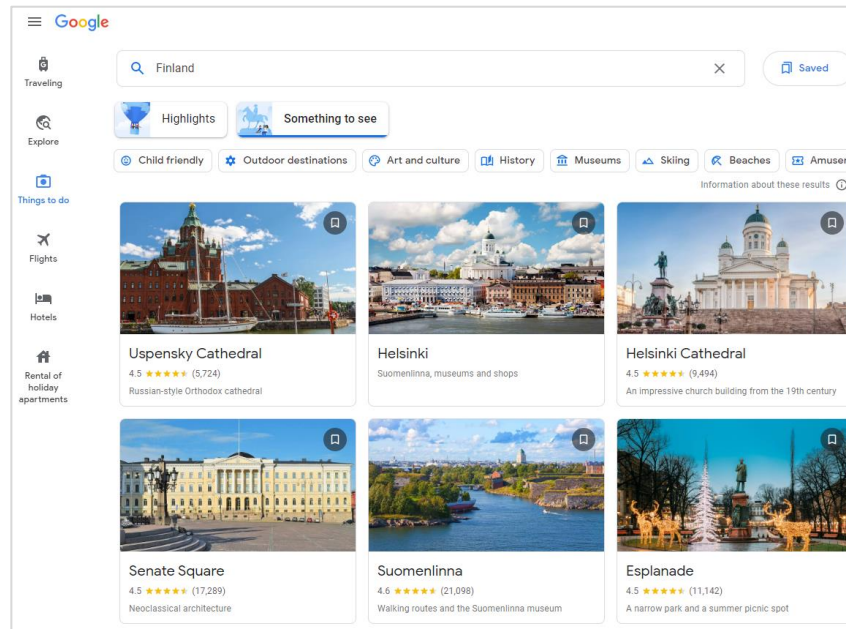 Google
Traveling
Explore
Things to do
Flights
Hotels
Rental of
holiday
apartments
Finland
Saved
Highlights
Something to see
Child friendly
Outdoor destinations
Art and culture
History
Museums
Skiing
Beaches
Amuser
Information about these results
Uspensky Cathedral
4.5 ★★★★★ (5,724)
Russian-style Orthodox cathedral
Helsinki
Suomenlinna, museums and shops
Helsinki Cathedral
4.5 ★★★★★ (9,494)
An impressive church building from the 19th century
Senate Square
4.5 ★★★★★ (17,289)
Neoclassical architecture
Suomenlinna
4.6 ★★★★★ (21,098)
Walking routes and the Suomenlinna museum
Esplanade
4.5 ★★★★★ (11,142)
A narrow park and a summer picnic spot